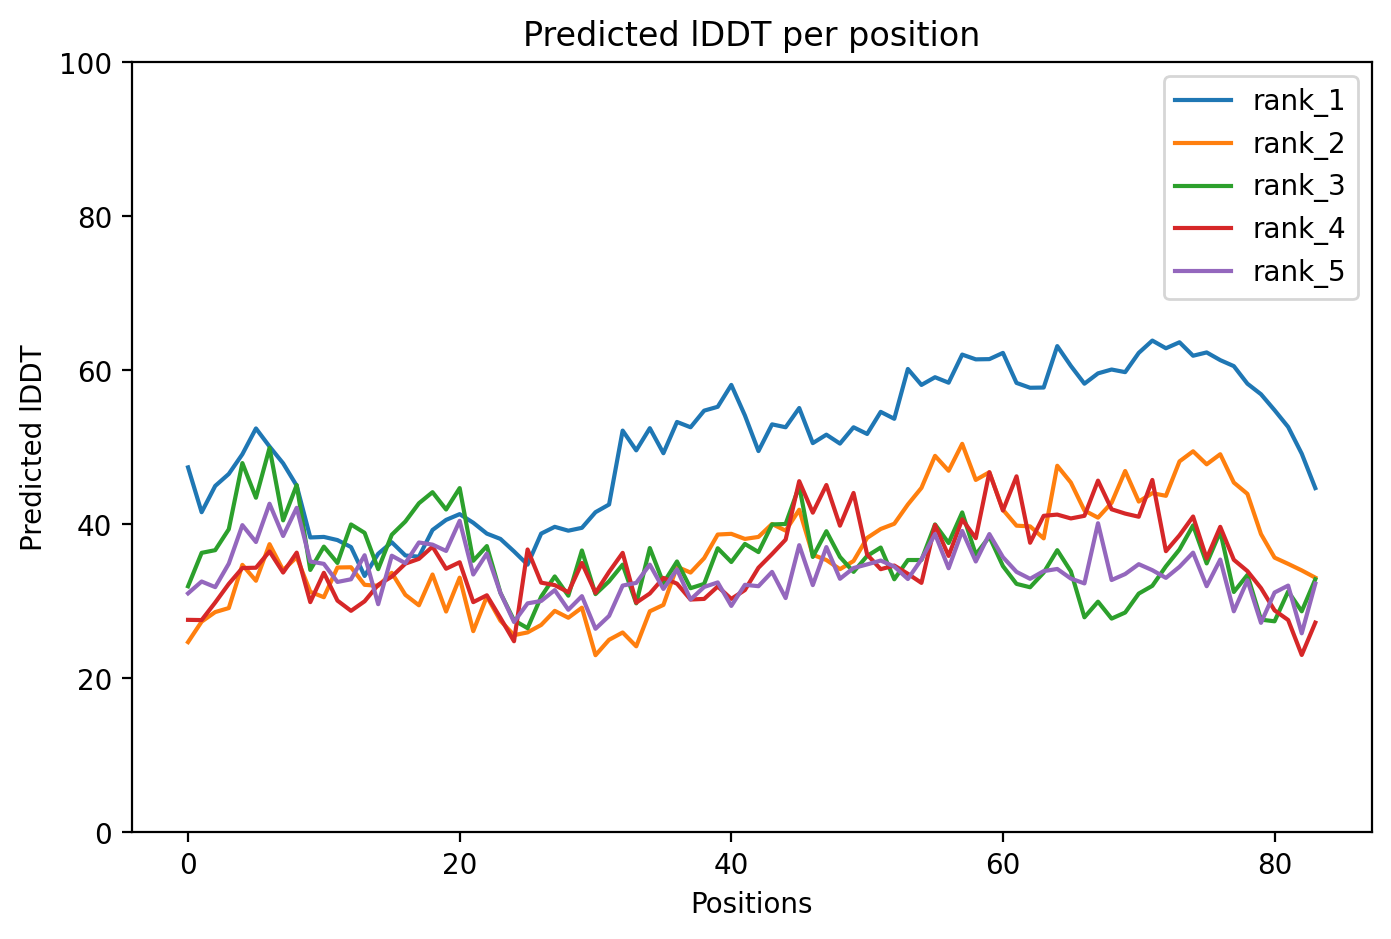 Predicted lDDT per position
100
80
60
40
20
0
Predicted lDDT
0
20
40
60
80
Positions
rank_1
rank_2
rank_3
rank_4
rank_5